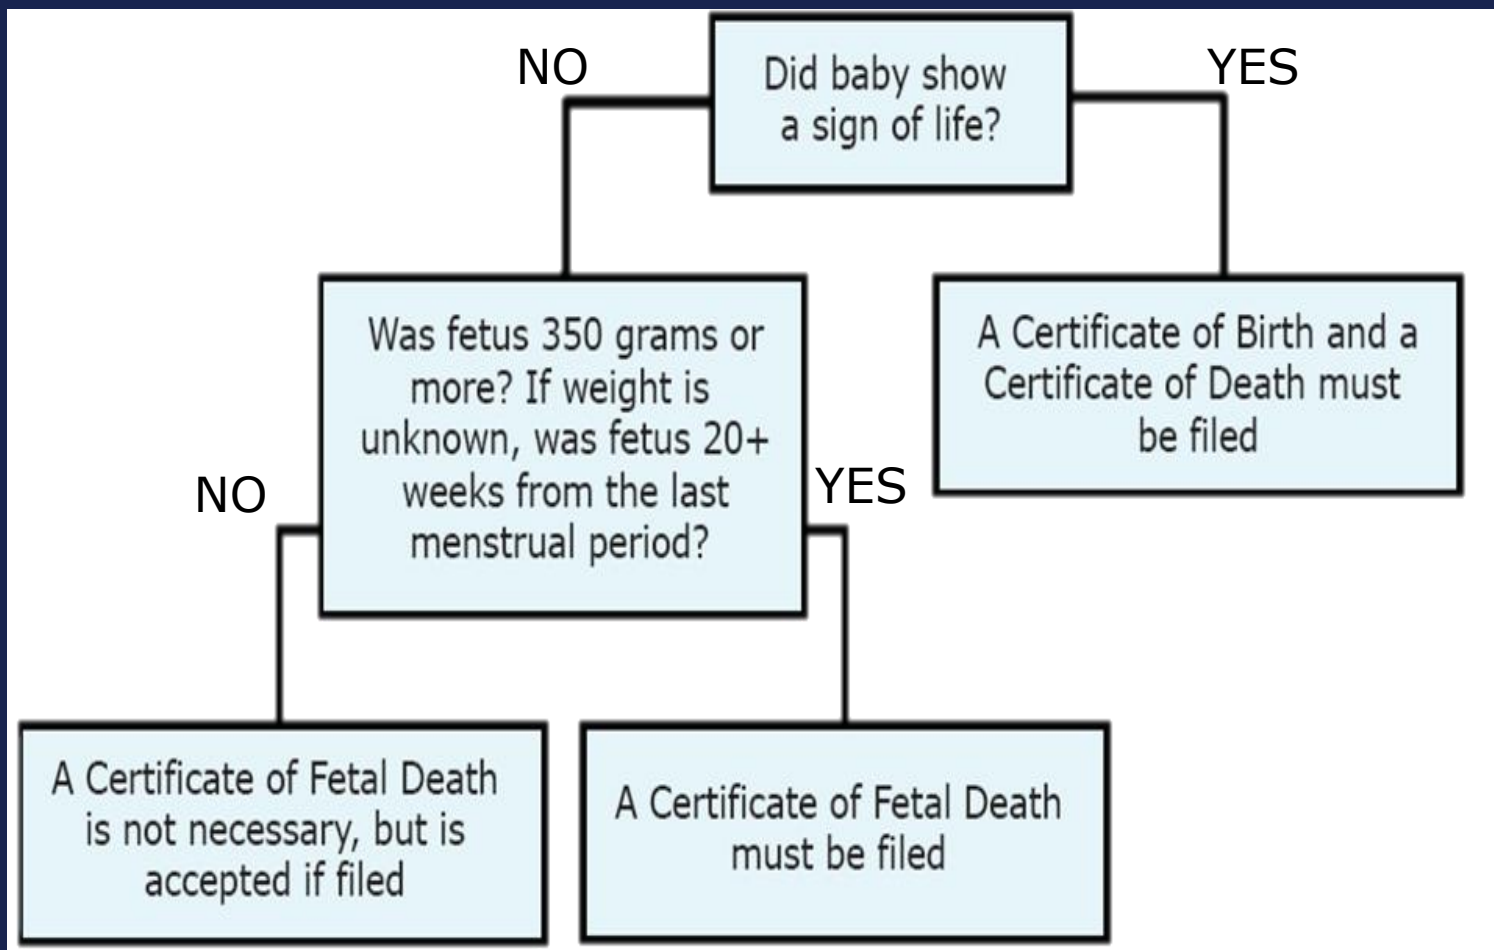 NO
Did baby show
a sign of life?
YES
Was fetus 350 grams or
more? If weight is
unknown, was fetus 20+
weeks from the last
menstrual period?
A Certificate of Birth and a
Certificate of Death must
be filed
NO
YES
A Certificate of Fetal Death
is not necessary, but is
accepted if filed
A Certificate of Fetal Death
must be filed